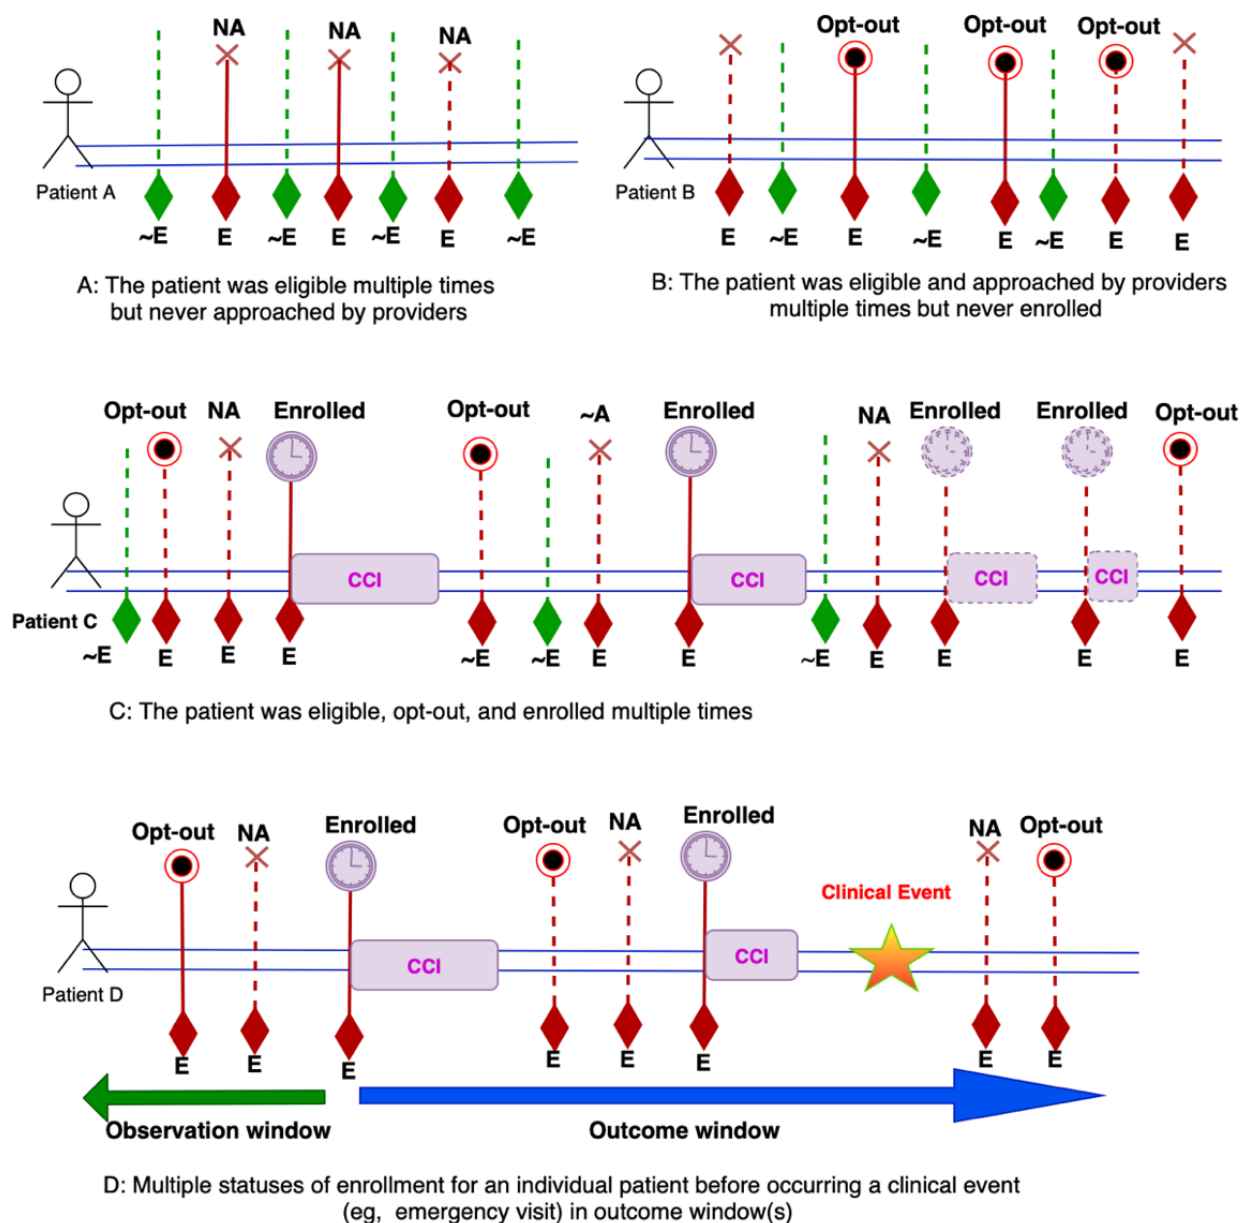 NA NA NA
Patient A
~E E ~E E ~E E ~E
A: The patient was eligible multiple times
but never approached by providers
Opt-out Opt-out Opt-out
Patient B
E ~E E ~E E ~E E E
B: The patient was eligible and approached by providers
multiple times but never enrolled
Opt-out NA Enrolled Opt-out ~A Enrolled NA Enrolled Enrolled Opt-out
CCI CCI CCI CCI
Patient C
~E E E E ~E ~E E E ~E E E E E
C: The patient was eligible, opt-out, and enrolled multiple times
Opt-out NA Enrolled Opt-out NA Enrolled NA Opt-out
Clinical Event
CCI CCI
Patient D
E E E E E E E E
Observation window Outcome window
D: Multiple statuses of enrollment for an individual patient before occurring a clinical event
(eg, emergency visit) in outcome window(s)